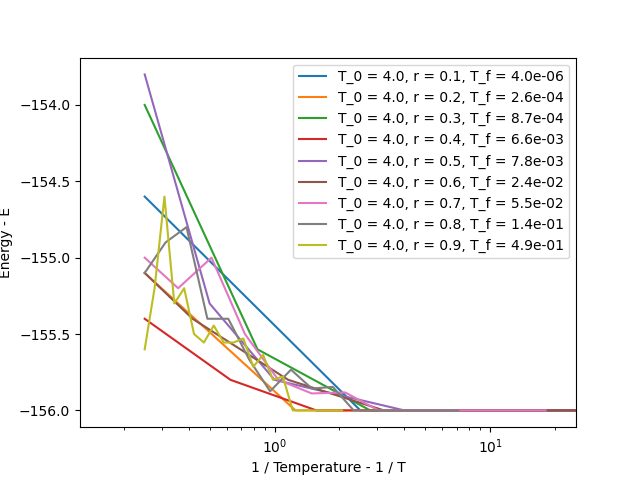 T_0 = 4.0, r = 0.1, T_f = 4.0e-06
T_0 = 4.0, r = 0.2, T_f = 2.6e-04
T_0 = 4.0, r = 0.3, T_f = 8.7e-04
T_0 = 4.0, r = 0.4, T_f = 6.6e-03
T_0 = 4.0, r = 0.5, T_f = 7.8e-03
T_0 = 4.0, r = 0.6, T_f = 2.4e-02
T_0 = 4.0, r = 0.7, T_f = 5.5e-02
T_0 = 4.0, r = 0.8, T_f = 1.4e-01
T_0 = 4.0, r = 0.9, T_f = 4.9e-01
−154.0
−154.5
−155.0
−155.5
−156.0
Energy - E
10⁰ 10¹
1 / Temperature - 1 / T